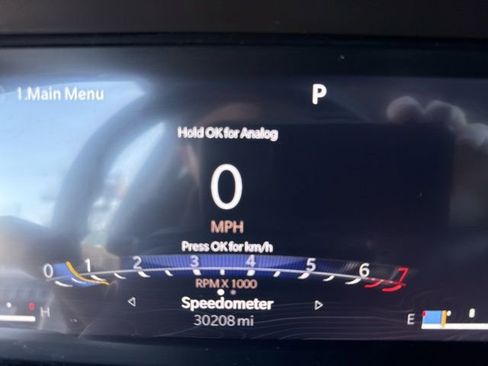 1.Main Menu
P
Hold OK for Analog
0
MPH
Press OK for km/h
0 1 2 3 4 5 6 7
RPM X 1000
Speedometer
30208 mi
H
E